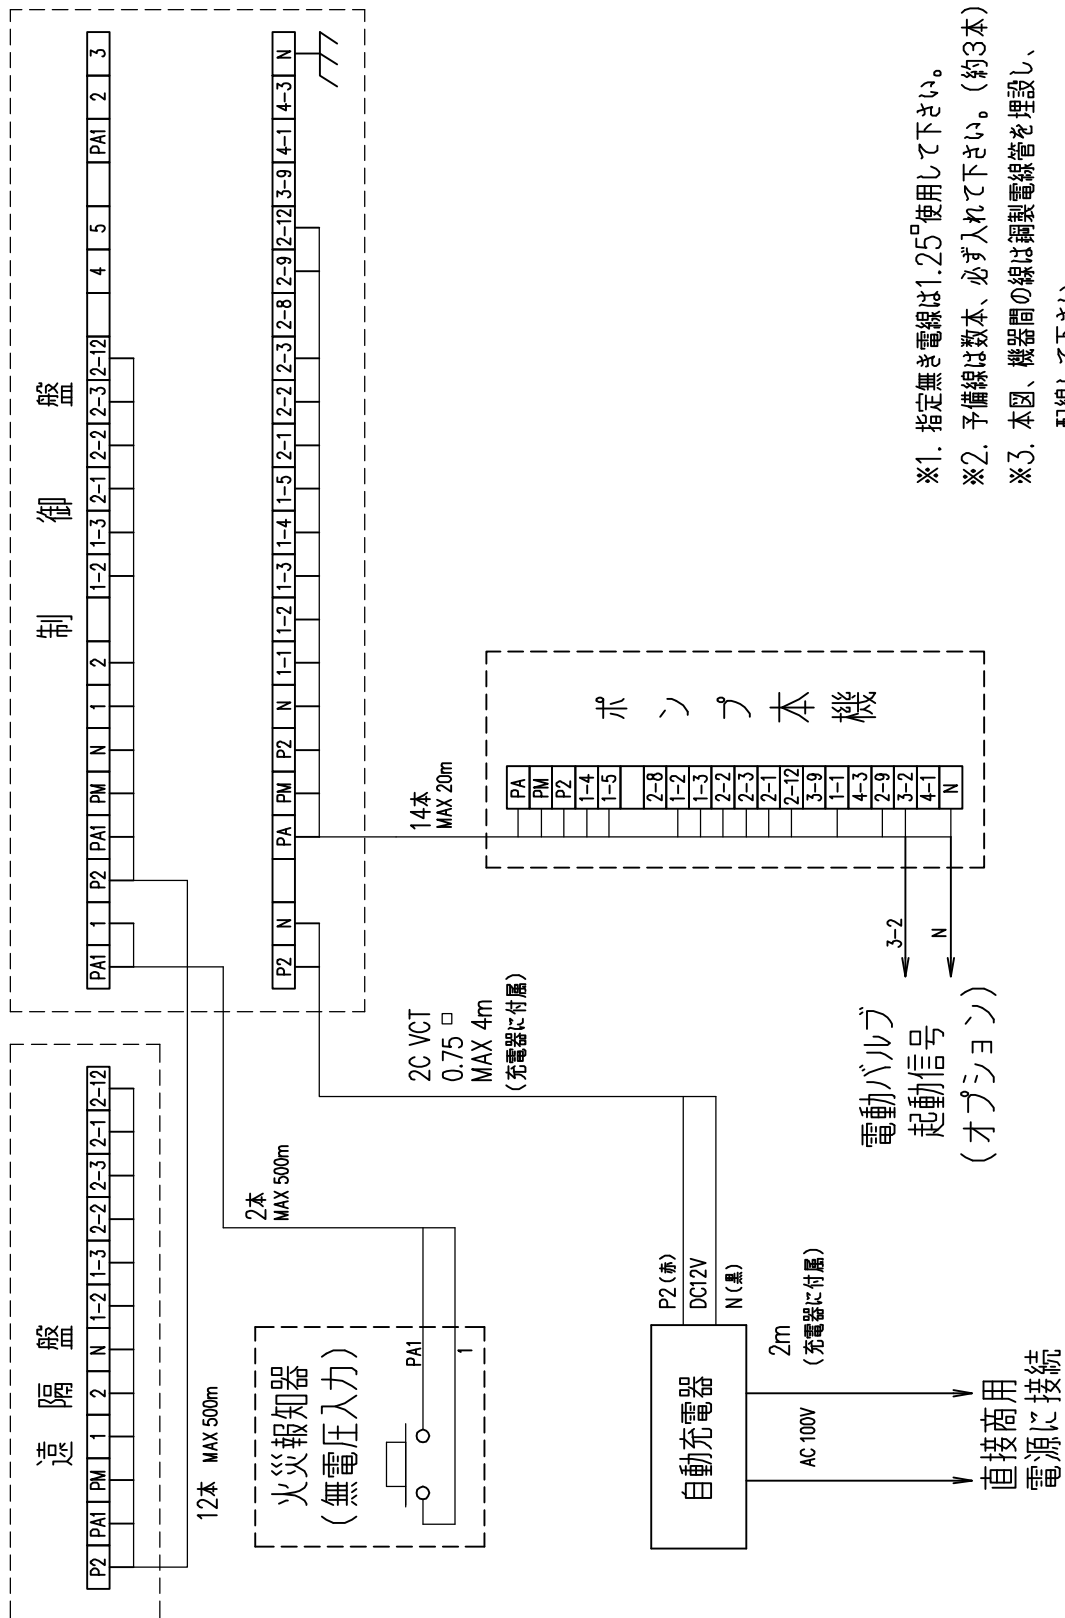 遠隔盤
P2 PA1 PM 1 2 N 1-2 1-3 2-2 2-3 2-1 2-12
12本 MAX 500m
制御盤
PA1 1 P2 PA1 PM N 1 2 1-2 1-3 2-1 2-2 2-3 2-12 4 5 PA1 2 3
P2 N PA PM P2 N 1-1 1-2 1-3 1-4 1-5 2-1 2-2 2-3 2-8 2-9 2-12 3-9 4-1 4-3 N
火災報知器
(無電圧入力)
PA1
1
2本
MAX 500m
2C VCT
0.75 □
MAX 4m
(充電器に付属)
14本
MAX 20m
ポンプ本機
PA
PM
P2
1-4
1-5
2-8
1-2
1-3
2-2
2-3
2-1
2-12
3-9
1-1
4-3
2-9
3-2
4-1
N
3-2
N
電動バルブ
起動信号
(オプション)
自動充電器
P2(赤)
DC12V
N(黒)
2m
(充電器に付属)
AC 100V
直接商用
電源に接続
※1. 指定無き電線は1.25□使用して下さい。
※2. 予備線は数本、必ず入れて下さい。(約3本)
※3. 本図、機器間の線は鋼製電線管を埋設し、
配線して下さい